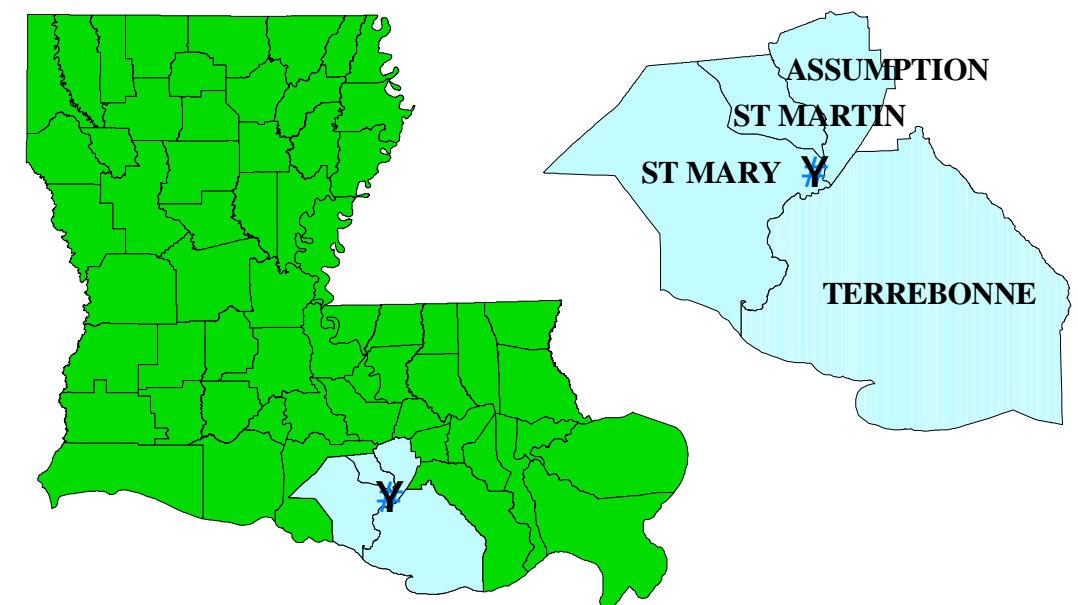 ASSUMPTION
ST MARTIN
ST MARY
#
Y
TERREBONNE
#
Y